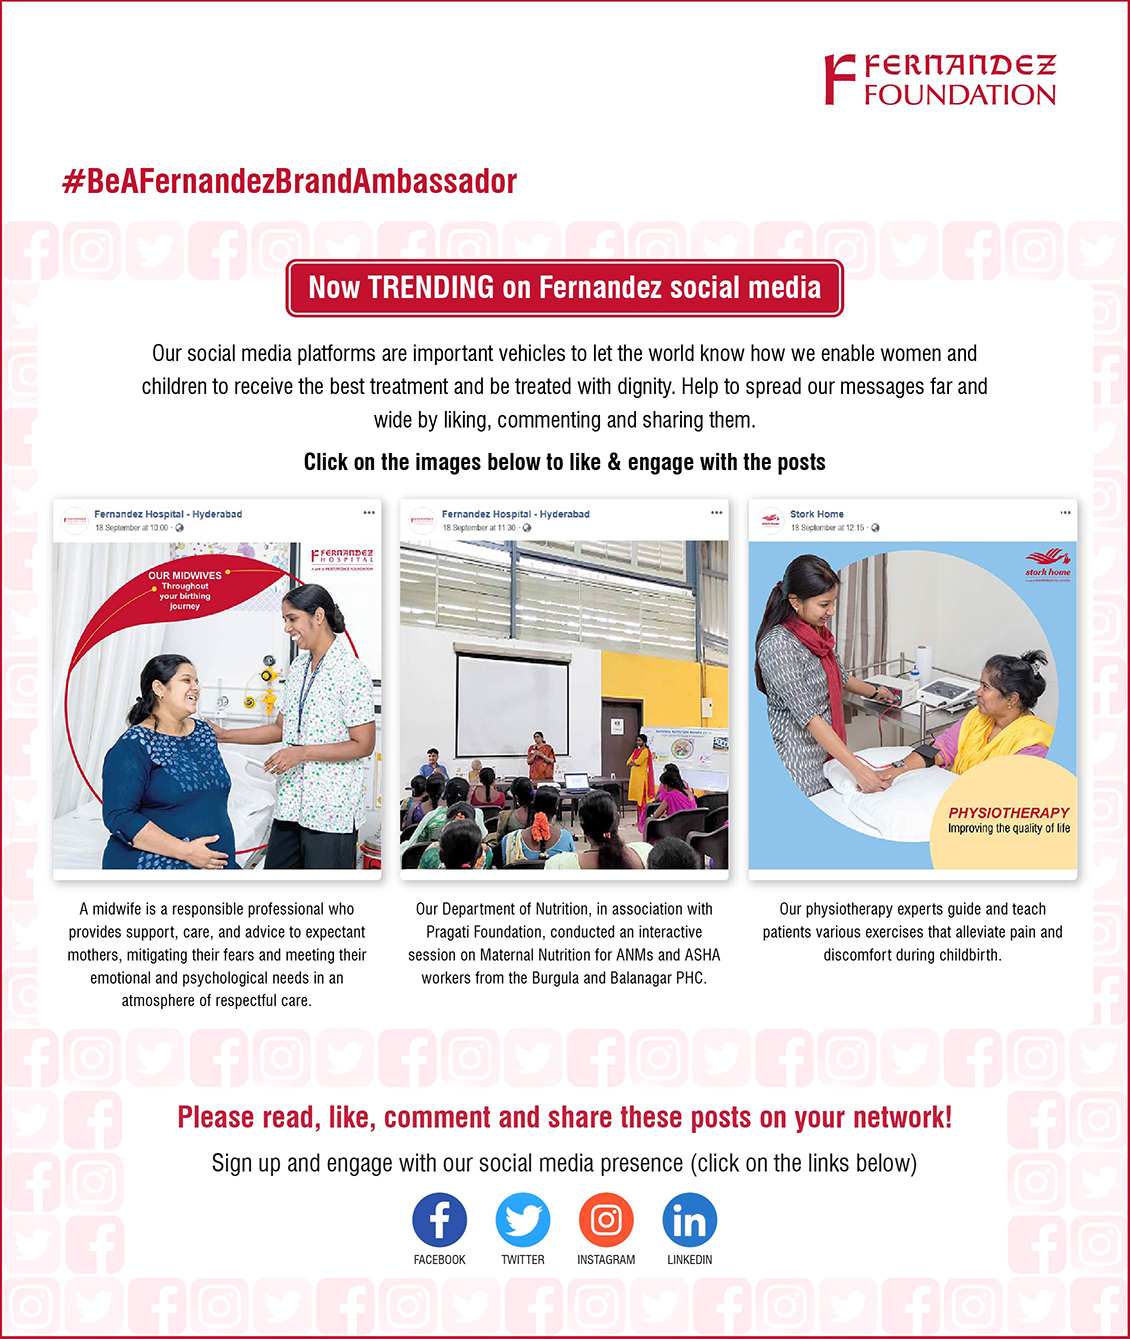 FERNANDEZ
FOUNDATION
#BeAFernandezBrandAmbassador
Now TRENDING on Fernandez social media
Our social media platforms are important vehicles to let the world know how we enable women and
children to receive the best treatment and be treated with dignity. Help to spread our messages far and
wide by liking, commenting and sharing them.
Click on the images below to like & engage with the posts
Fernandez Hospital - Hyderabad
18 September at 10:00
FERNANDEZ
HOSPITAL
OUR MIDWIVES
Throughout
your birthing
journey
A midwife is a responsible professional who
provides support, care, and advice to expectant
mothers, mitigating their fears and meeting their
emotional and psychological needs in an
atmosphere of respectful care.
Fernandez Hospital - Hyderabad
18 September at 11:30
Our Department of Nutrition, in association with
Pragati Foundation, conducted an interactive
session on Maternal Nutrition for ANMs and ASHA
workers from the Burgula and Balanagar PHC.
Stork Home
18 September at 12:15
stork home
PHYSIOTHERAPY
Improving the quality of life
Our physiotherapy experts guide and teach
patients various exercises that alleviate pain and
discomfort during childbirth.
Please read, like, comment and share these posts on your network!
Sign up and engage with our social media presence (click on the links below)
FACEBOOK
TWITTER
INSTAGRAM
LINKEDIN